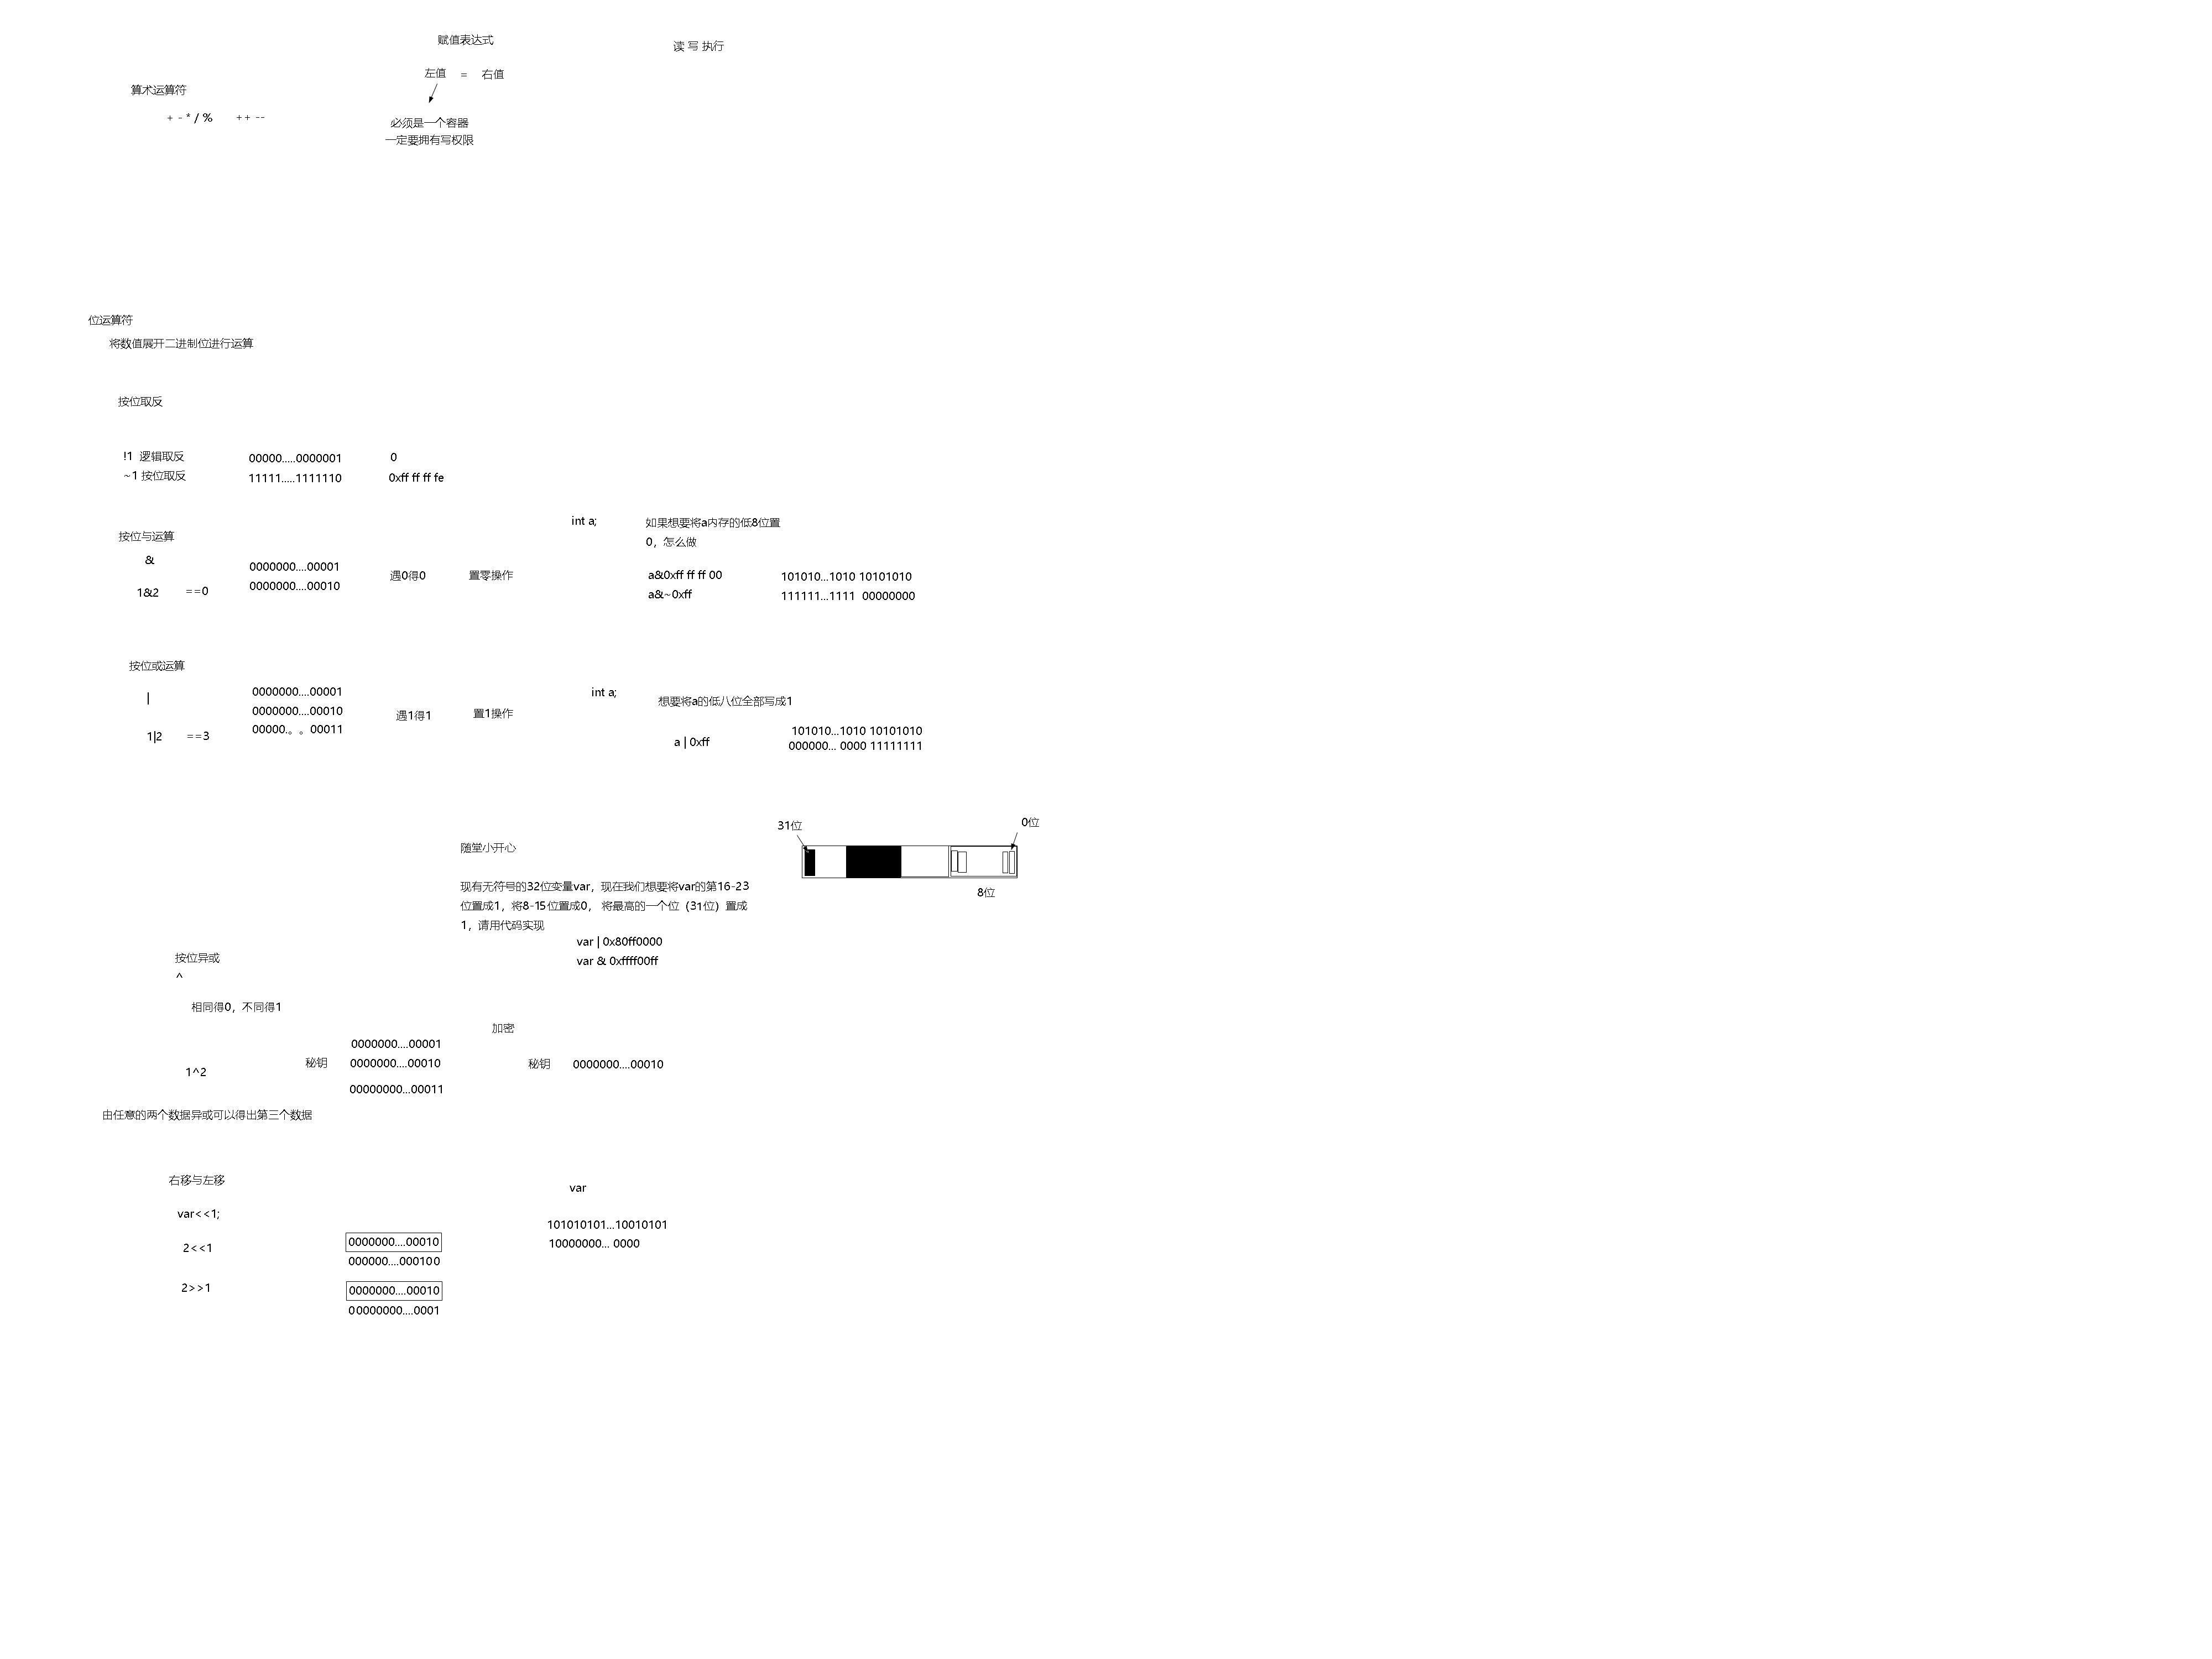 赋值表达式
读 写 执行
左值 = 右值
算术运算符
+ - * / % ++ --
必须是一个容器
一定要拥有写权限
位运算符
将数值展开二进制位进行运算
按位取反
!1 逻辑取反 00000.....0000001 0
~1 按位取反 11111.....1111110 0xff ff ff fe
int a; 如果想要将a内存的低8位置
0，怎么做
按位与运算
&
0000000....00001
1&2 ==0 0000000....00010
遇0得0 置零操作
a&0xff ff ff 00 101010...1010 10101010
a&~0xff 111111...1111 00000000
按位或运算
|
0000000....00001
0000000....00010
1|2 ==3 00000.。。00011
遇1得1 置1操作
int a; 想要将a的低八位全部写成1
a | 0xff
101010...1010 10101010
000000... 0000 11111111
31位 0位
8位
随堂小开心
现有无符号的32位变量var，现在我们想要将var的第16-23
位置成1，将8-15位置成0， 将最高的一个位（31位）置成
1，请用代码实现
var | 0x80ff0000
var & 0xffff00ff
按位异或
^
相同得0，不同得1
加密
0000000....00001
1^2 秘钥 0000000....00010 秘钥 0000000....00010
00000000...00011
由任意的两个数据异或可以得出第三个数据
右移与左移
var<<1;
var
101010101...10010101
10000000... 0000
2<<1 0000000....00010
000000....000100
2>>1 0000000....00010
00000000....0001